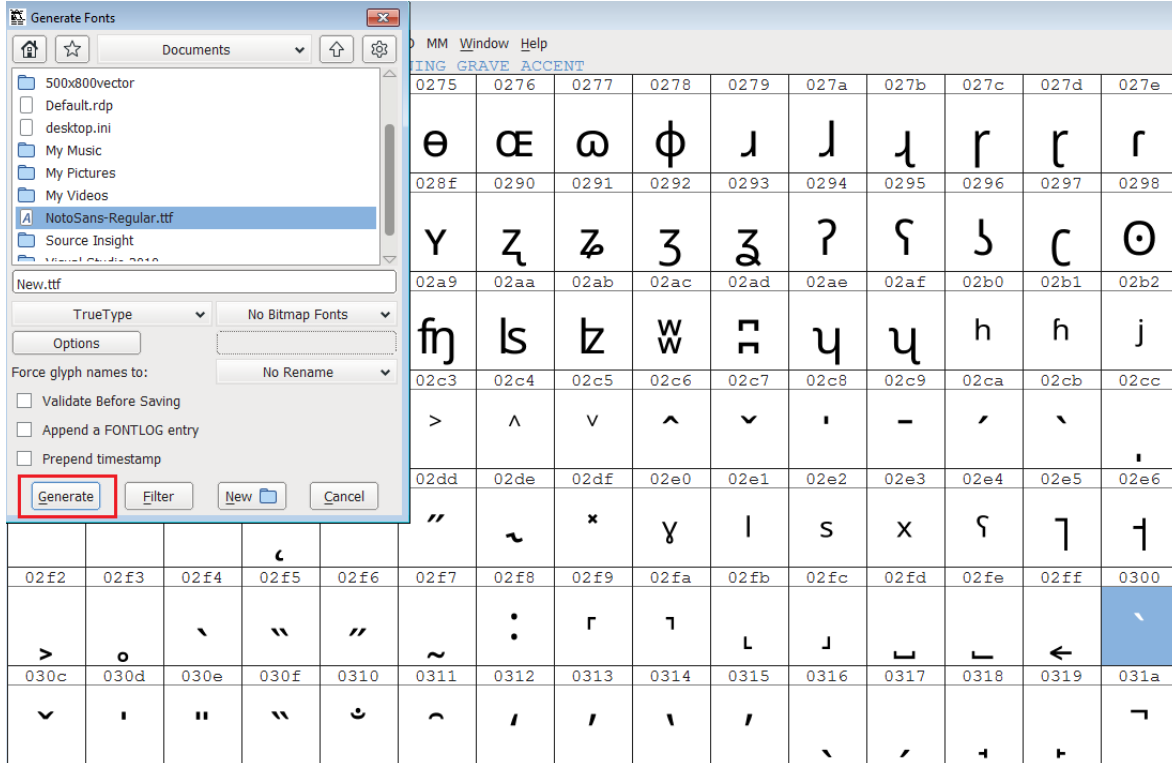 Generate Fonts
Documents
500x800vector
Default.rdp
desktop.ini
My Music
My Pictures
My Videos
NotoSans-Regular.ttf
Source Insight
New.ttf
TrueType No Bitmap Fonts
Options
Force glyph names to: No Rename
Validate Before Saving
Append a FONTLOG entry
Prepend timestamp
Generate Filter New Cancel
MM Window Help
GRAVE ACCENT
0275 0276 0277 0278 0279 027a 027b 027c 027d 027e
ɵ ɶ ɷ ɸ ɹ ɺ ɻ ɼ ɽ ɾ
028f 0290 0291 0292 0293 0294 0295 0296 0297 0298
ʏ ʐ ʑ ʒ ʓ ʔ ʕ ʖ ʗ ʘ
02a9 02aa 02ab 02ac 02ad 02ae 02af 02b0 02b1 02b2
ʩ ʪ ʫ ʬ ʭ ʮ ʯ ʰ ʱ ʲ
02c3 02c4 02c5 02c6 02c7 02c8 02c9 02ca 02cb 02cc
˃ ˄ ˅ ˆ ˇ ˈ ˉ ˊ ˋ ˌ
02dd 02de 02df 02e0 02e1 02e2 02e3 02e4 02e5 02e6
˝ ˞ ˟ ˠ ˡ ˢ ˣ ˤ ˥ ˦
02f2 02f3 02f4 02f5 02f6 02f7 02f8 02f9 02fa 02fb 02fc 02fd 02fe 02ff 0300
˲ ˳ ˴ ˵ ˶ ˷ ˸ ˹ ˺ ˻ ˼ ˽ ˾ ˿ ̀
030c 030d 030e 030f 0310 0311 0312 0313 0314 0315 0316 0317 0318 0319 031a